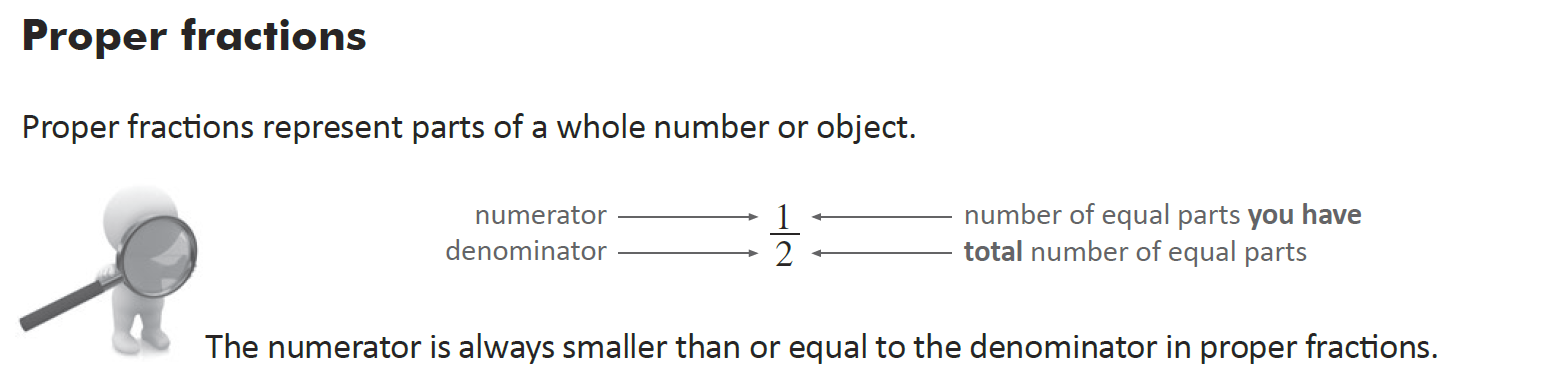 Proper fractions
Proper fractions represent parts of a whole number or object.
numerator 1 number of equal parts you have
denominator 2 total number of equal parts
The numerator is always smaller than or equal to the denominator in proper fractions.